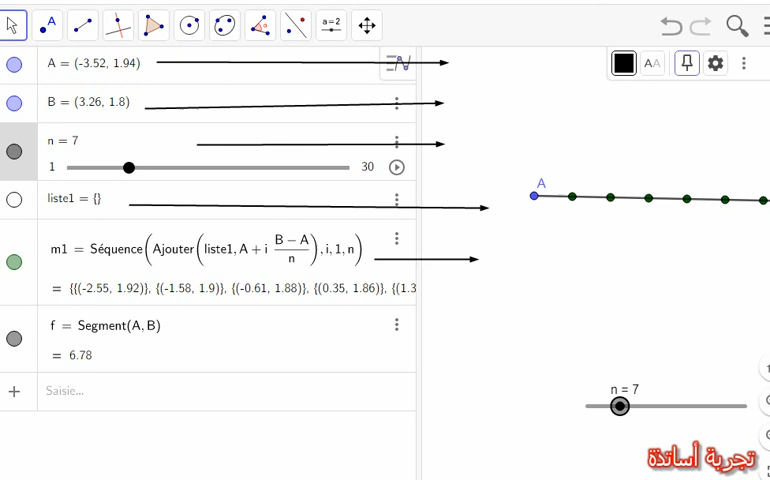 A
a=2
A = (-3.52, 1.94)
AA
B = (3.26, 1.8)
n = 7
1
30
A
liste1 = {}
m1 = Séquence(Ajouter(liste1, A + i (B − A)/n), i, 1, n)
= {{(-2.55, 1.92)}, {(-1.58, 1.9)}, {(-0.61, 1.88)}, {(0.35, 1.86)}, {(1.3
f = Segment(A, B)
= 6.78
Saisie...
n = 7
تجربة أساتذة